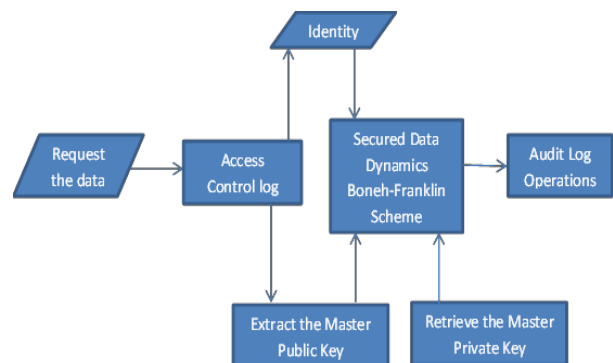 Identity
Request
the data
Access
Control log
Secured Data
Dynamics
Boneh-Franklin
Scheme
Audit Log
Operations
Extract the Master
Public Key
Retrieve the Master
Private Key